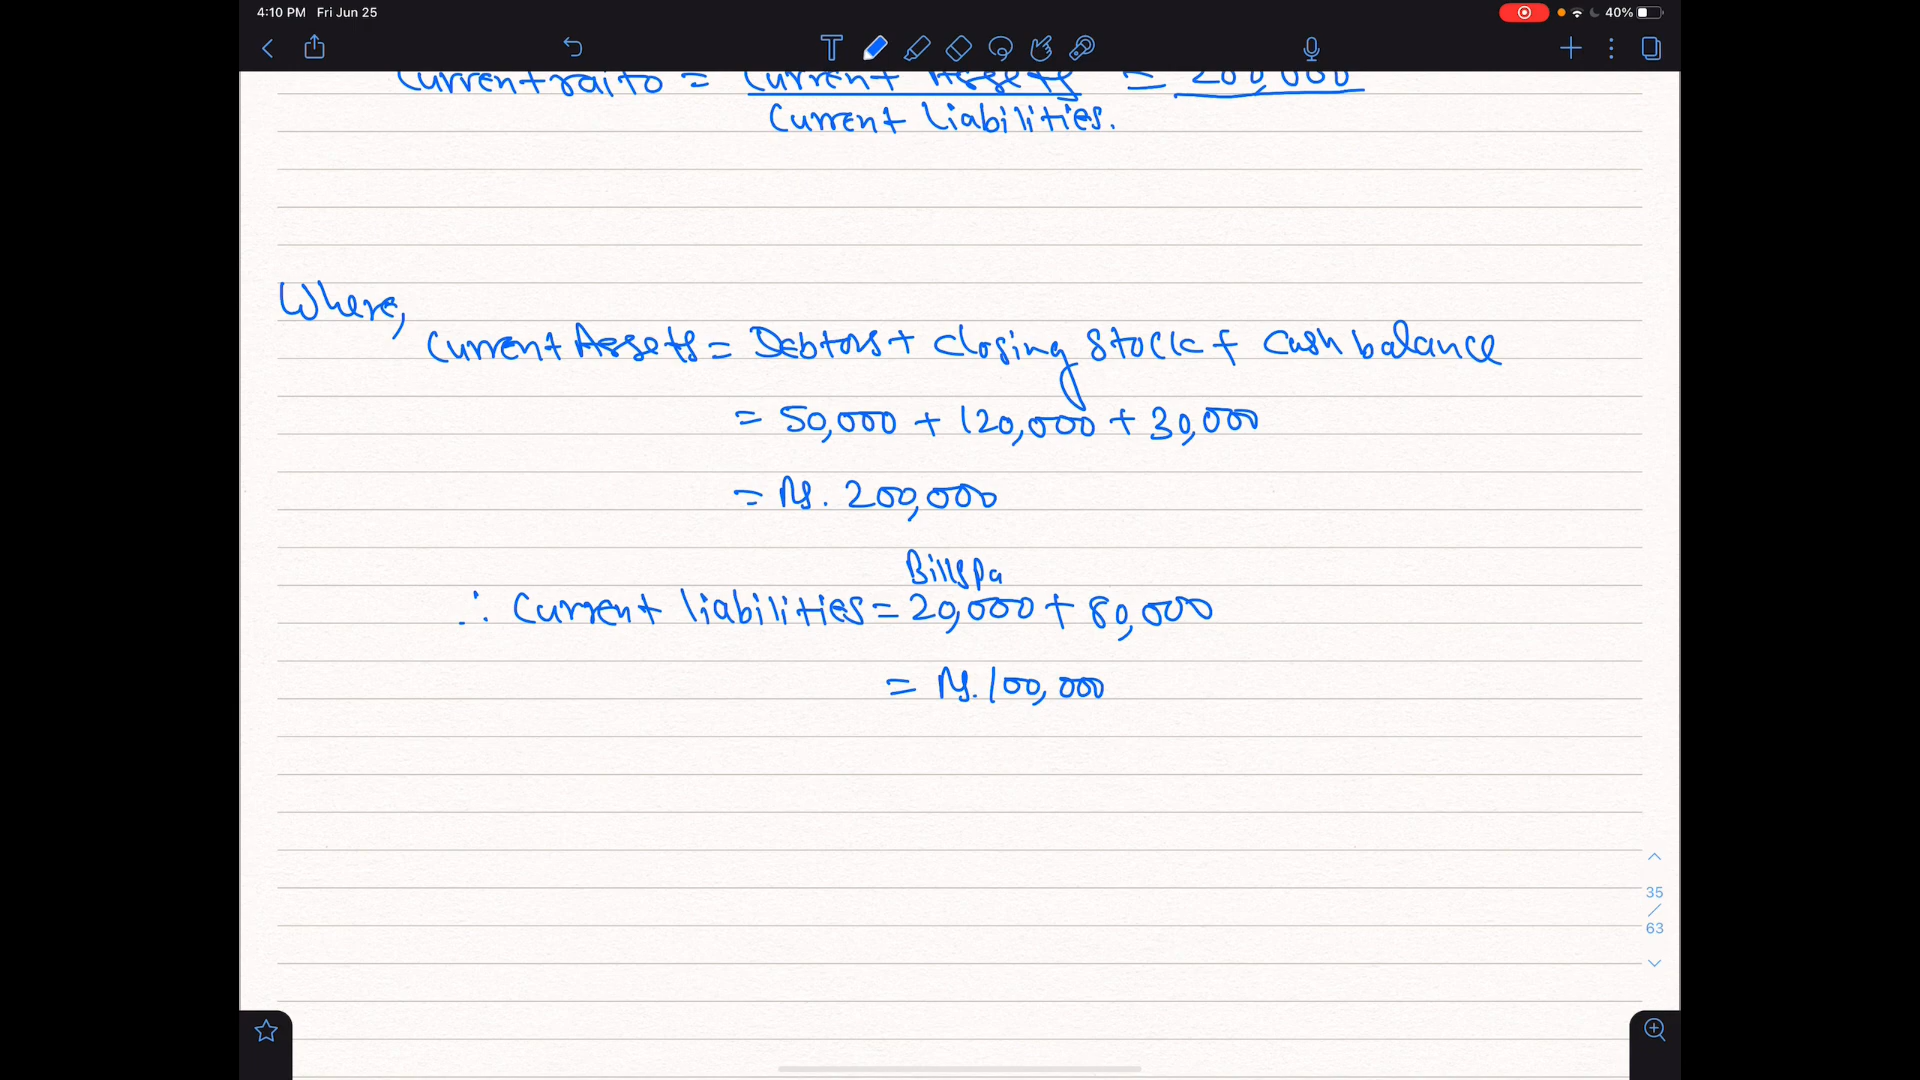 4:10 PM Fri Jun 25 40%
Current raito = Current Assets = 200,000
Current liabilities.
Where,
Current Assets = Debtors + Closing Stock + Cash balance
= 50,000 + 120,000 + 30,000
= Rs. 200,000
Bills Pa
∴ Current liabilities = 20,000 + 80,000
= Rs. 100,000
35
/
63